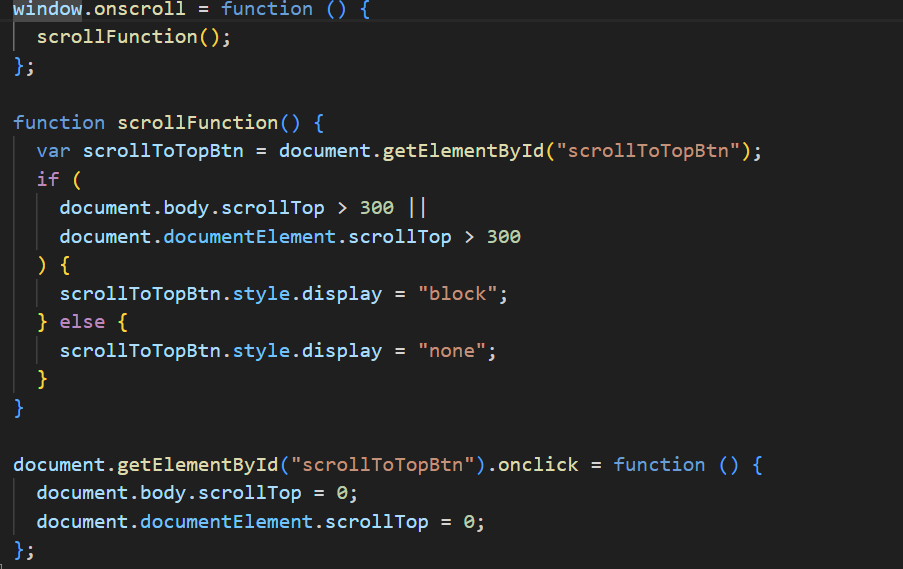 window.onscroll = function () {
  scrollFunction();
};

function scrollFunction() {
  var scrollToTopBtn = document.getElementById("scrollToTopBtn");
  if (
    document.body.scrollTop > 300 ||
    document.documentElement.scrollTop > 300
  ) {
    scrollToTopBtn.style.display = "block";
  } else {
    scrollToTopBtn.style.display = "none";
  }
}

document.getElementById("scrollToTopBtn").onclick = function () {
  document.body.scrollTop = 0;
  document.documentElement.scrollTop = 0;
};